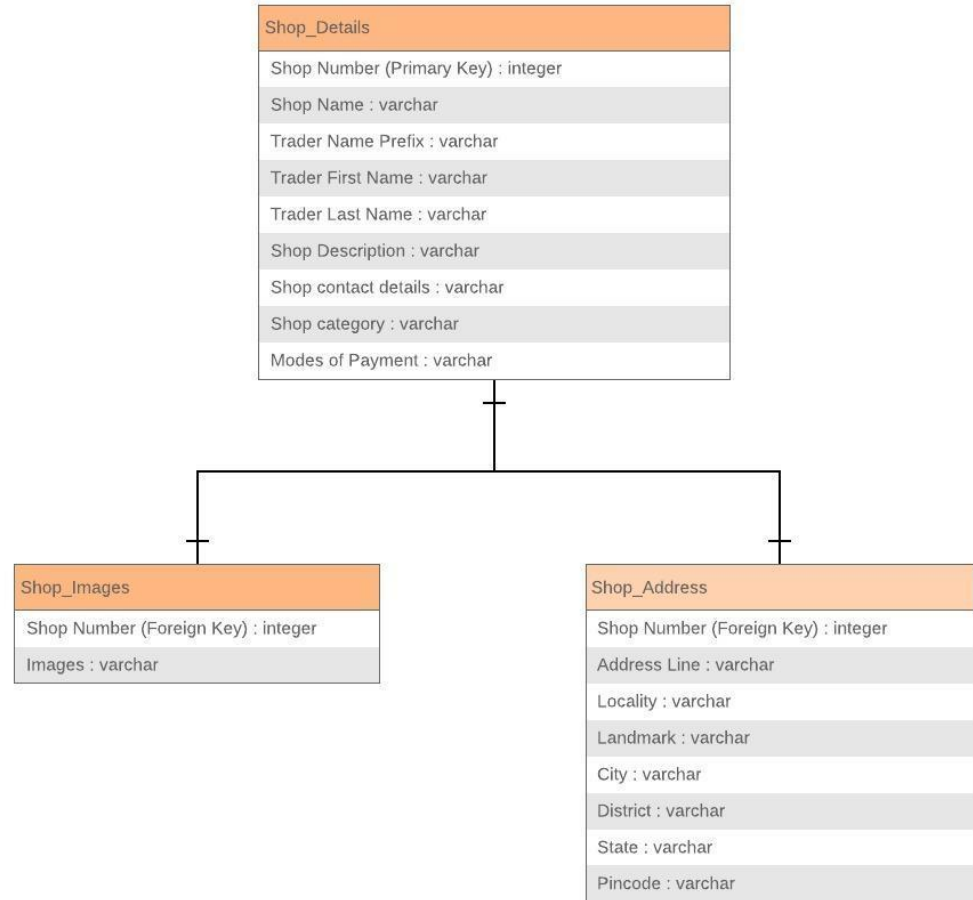 Shop_Details
Shop Number (Primary Key) : integer
Shop Name : varchar
Trader Name Prefix : varchar
Trader First Name : varchar
Trader Last Name : varchar
Shop Description : varchar
Shop contact details : varchar
Shop category : varchar
Modes of Payment : varchar
Shop_Images
Shop Number (Foreign Key) : integer
Images : varchar
Shop_Address
Shop Number (Foreign Key) : integer
Address Line : varchar
Locality : varchar
Landmark : varchar
City : varchar
District : varchar
State : varchar
Pincode : varchar